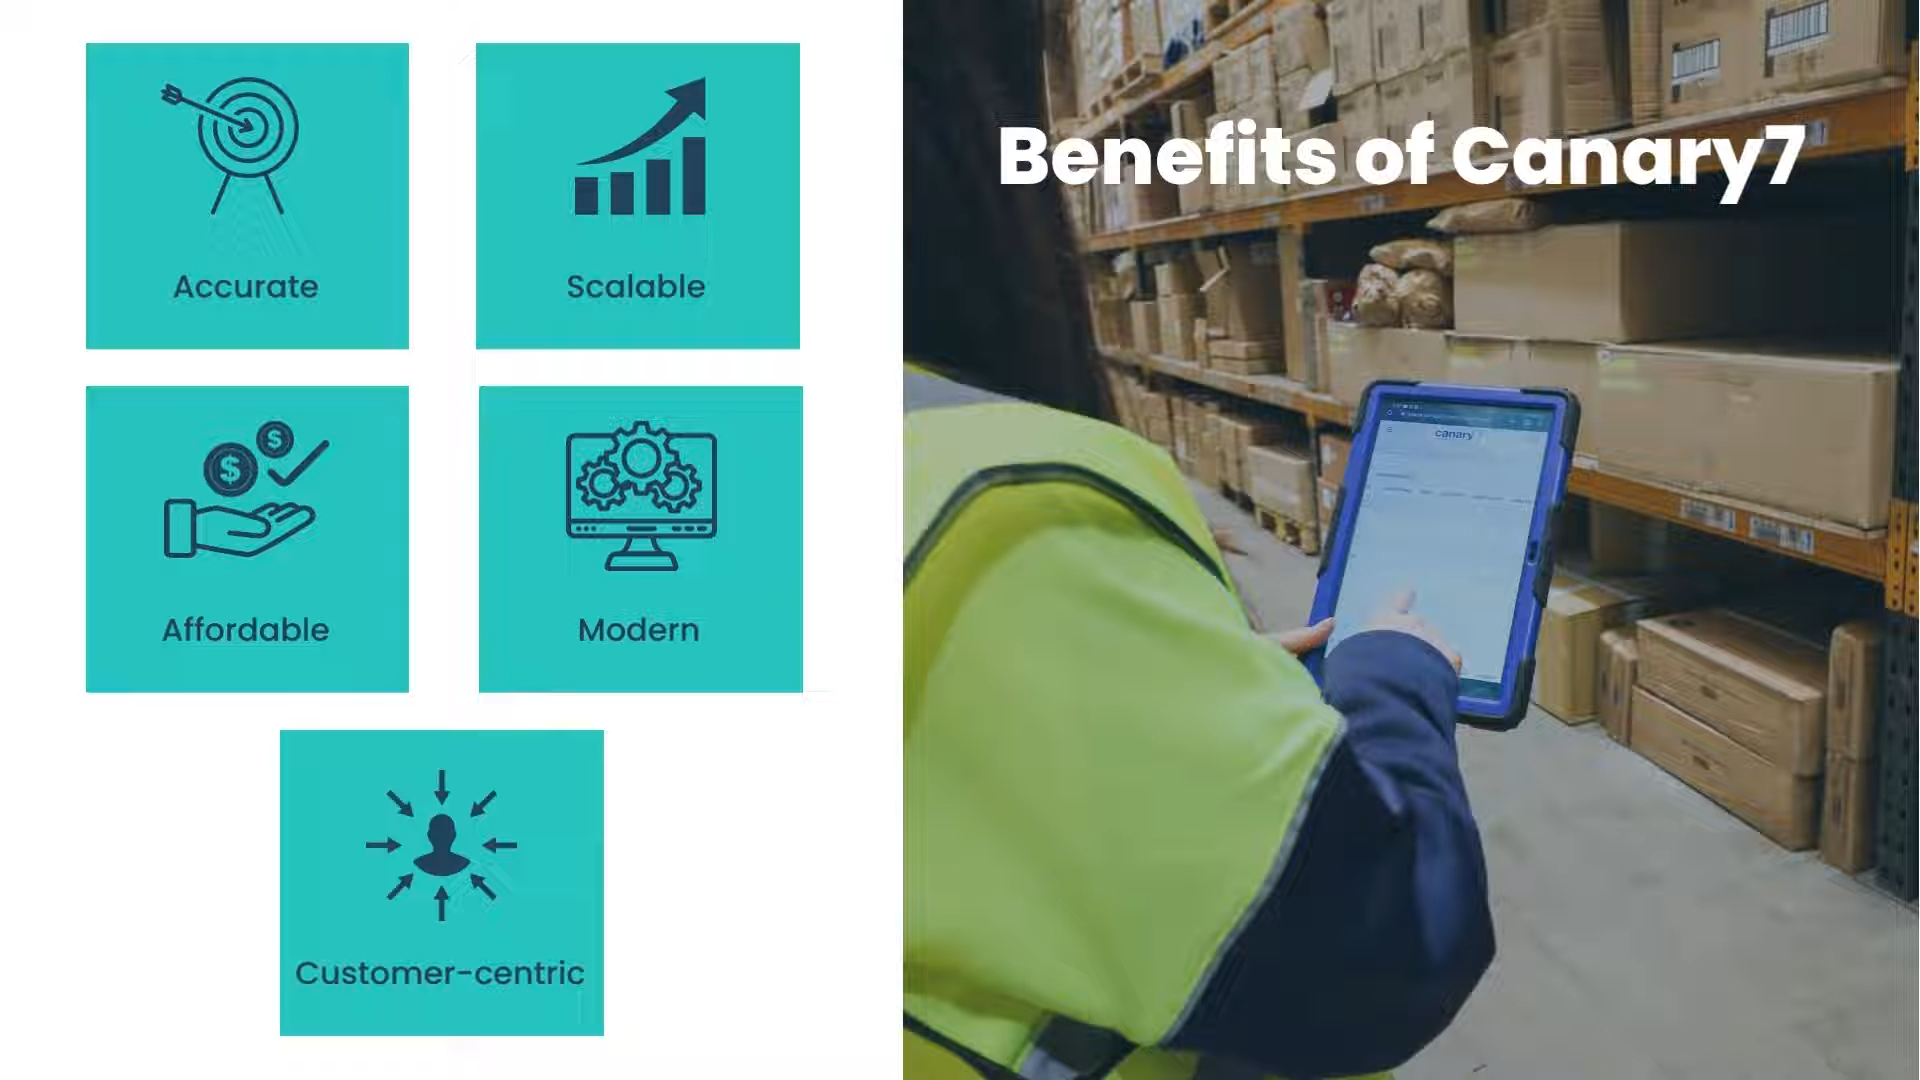 Accurate
Scalable
Affordable
Modern
Customer-centric
Benefits of Canary7
canary